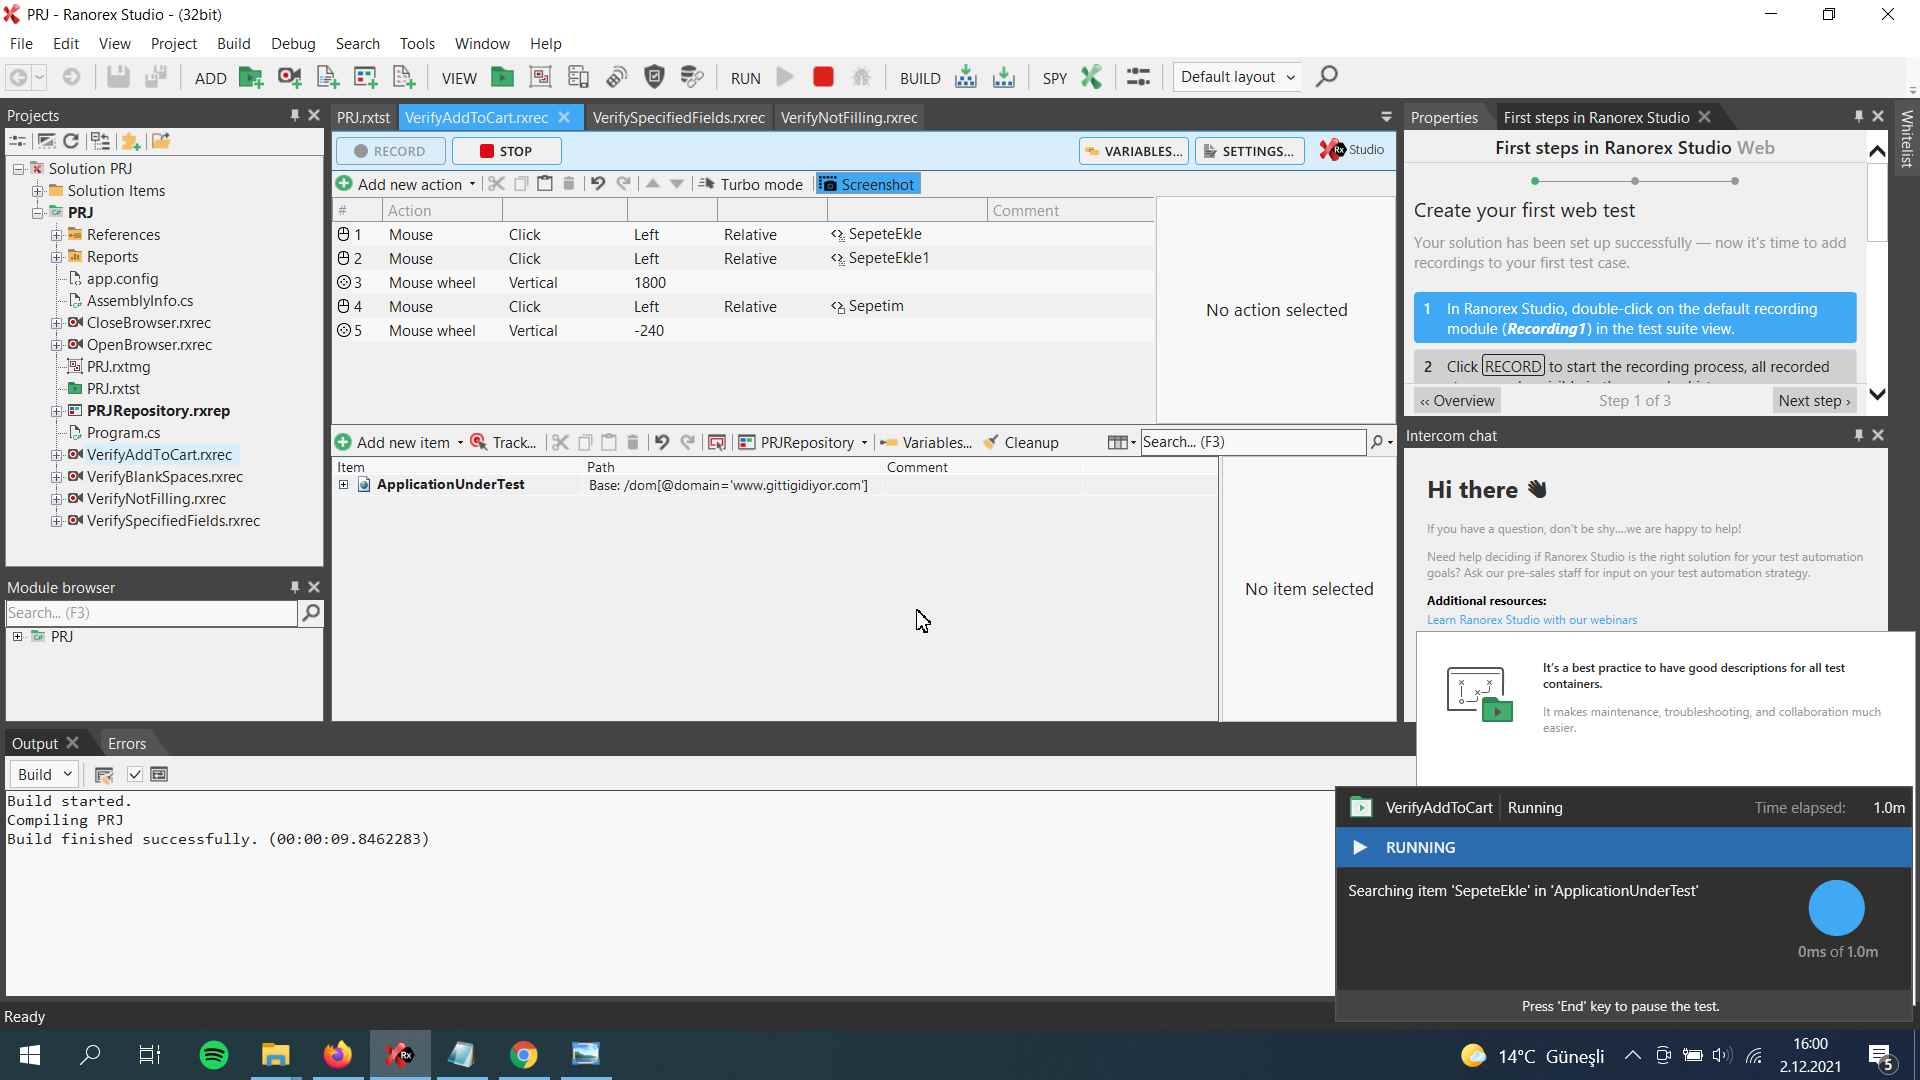 PRJ - Ranorex Studio - (32bit)
File Edit View Project Build Debug Search Tools Window Help
ADD VIEW RUN BUILD SPY Default layout
Projects
Solution PRJ
Solution Items
PRJ
References
Reports
app.config
AssemblyInfo.cs
CloseBrowser.rxrec
OpenBrowser.rxrec
PRJ.rxtmg
PRJ.rxtst
PRJRepository.rxrep
Program.cs
VerifyAddToCart.rxrec
VerifyBlankSpaces.rxrec
VerifyNotFilling.rxrec
VerifySpecifiedFields.rxrec
Module browser
Search... (F3)
PRJ
PRJ.rxtst VerifyAddToCart.rxrec VerifySpecifiedFields.rxrec VerifyNotFilling.rxrec
RECORD STOP VARIABLES... SETTINGS... Rx Studio
Add new action Turbo mode Screenshot
# Action Comment
1 Mouse Click Left Relative SepeteEkle
2 Mouse Click Left Relative SepeteEkle1
3 Mouse wheel Vertical 1800
4 Mouse Click Left Relative Sepetim
5 Mouse wheel Vertical -240
No action selected
Add new item Track... PRJRepository Variables... Cleanup Search... (F3)
Item Path Comment
ApplicationUnderTest Base: /dom[@domain='www.gittigidiyor.com']
No item selected
Properties First steps in Ranorex Studio
Whitelist
First steps in Ranorex Studio Web
Create your first web test
Your solution has been set up successfully — now it's time to add
recordings to your first test case.
1 In Ranorex Studio, double-click on the default recording
module (Recording1) in the test suite view.
2 Click RECORD to start the recording process, all recorded
‹‹ Overview Step 1 of 3 Next step ›
Intercom chat
Hi there
If you have a question, don't be shy....we are happy to help!
Need help deciding if Ranorex Studio is the right solution for your test automation
goals? Ask our pre-sales staff for input on your test automation strategy.
Additional resources:
Learn Ranorex Studio with our webinars
It's a best practice to have good descriptions for all test
containers.
It makes maintenance, troubleshooting, and collaboration much
easier.
Output Errors
Build
Build started.
Compiling PRJ
Build finished successfully. (00:00:09.8462283)
VerifyAddToCart Running Time elapsed: 1.0m
RUNNING
Searching item 'SepeteEkle' in 'ApplicationUnderTest'
0ms of 1.0m
Press 'End' key to pause the test.
Ready
Rx
14°C Güneşli
16:00
2.12.2021
5